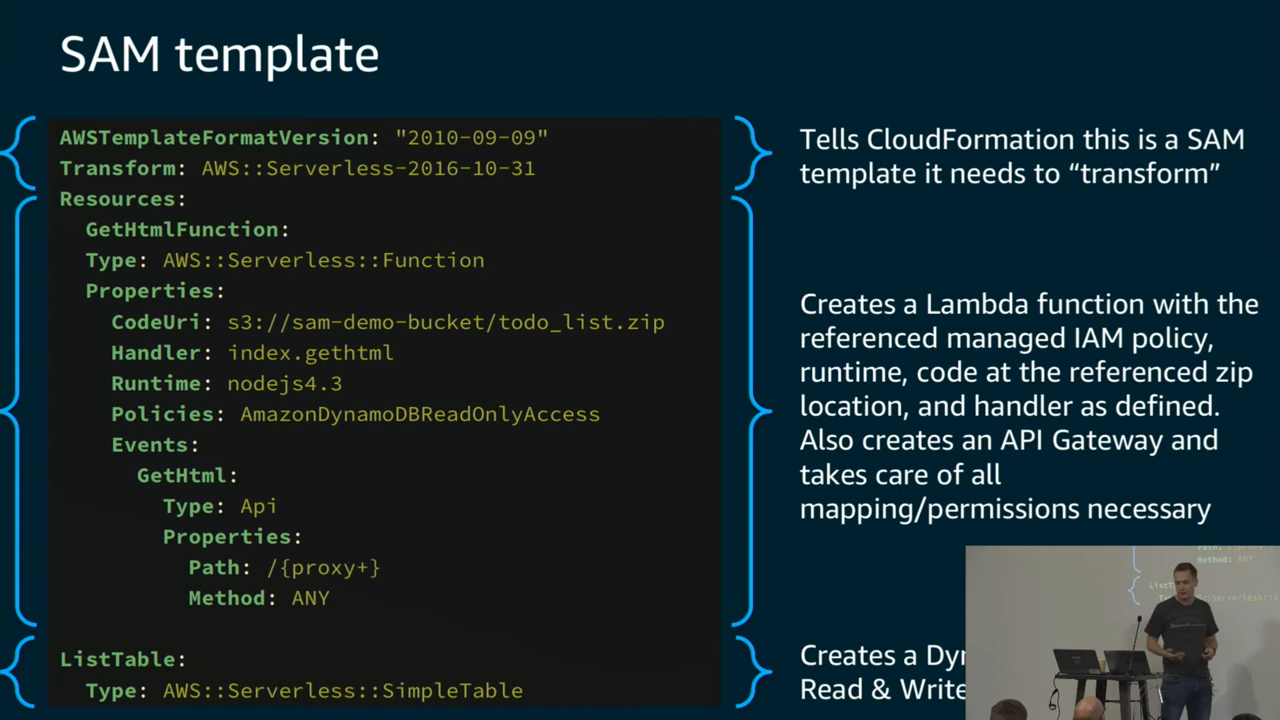 SAM template
AWSTemplateFormatVersion: "2010-09-09"
Transform: AWS::Serverless-2016-10-31
Resources:
GetHtmlFunction:
Type: AWS::Serverless::Function
Properties:
CodeUri: s3://sam-demo-bucket/todo_list.zip
Handler: index.gethtml
Runtime: nodejs4.3
Policies: AmazonDynamoDBReadOnlyAccess
Events:
GetHtml:
Type: Api
Properties:
Path: /{proxy+}
Method: ANY
ListTable:
Type: AWS::Serverless::SimpleTable
Tells CloudFormation this is a SAM
template it needs to “transform”
Creates a Lambda function with the
referenced managed IAM policy,
runtime, code at the referenced zip
location, and handler as defined.
Also creates an API Gateway and
takes care of all
mapping/permissions necessary
Creates a
Read & Write
Method: ANY